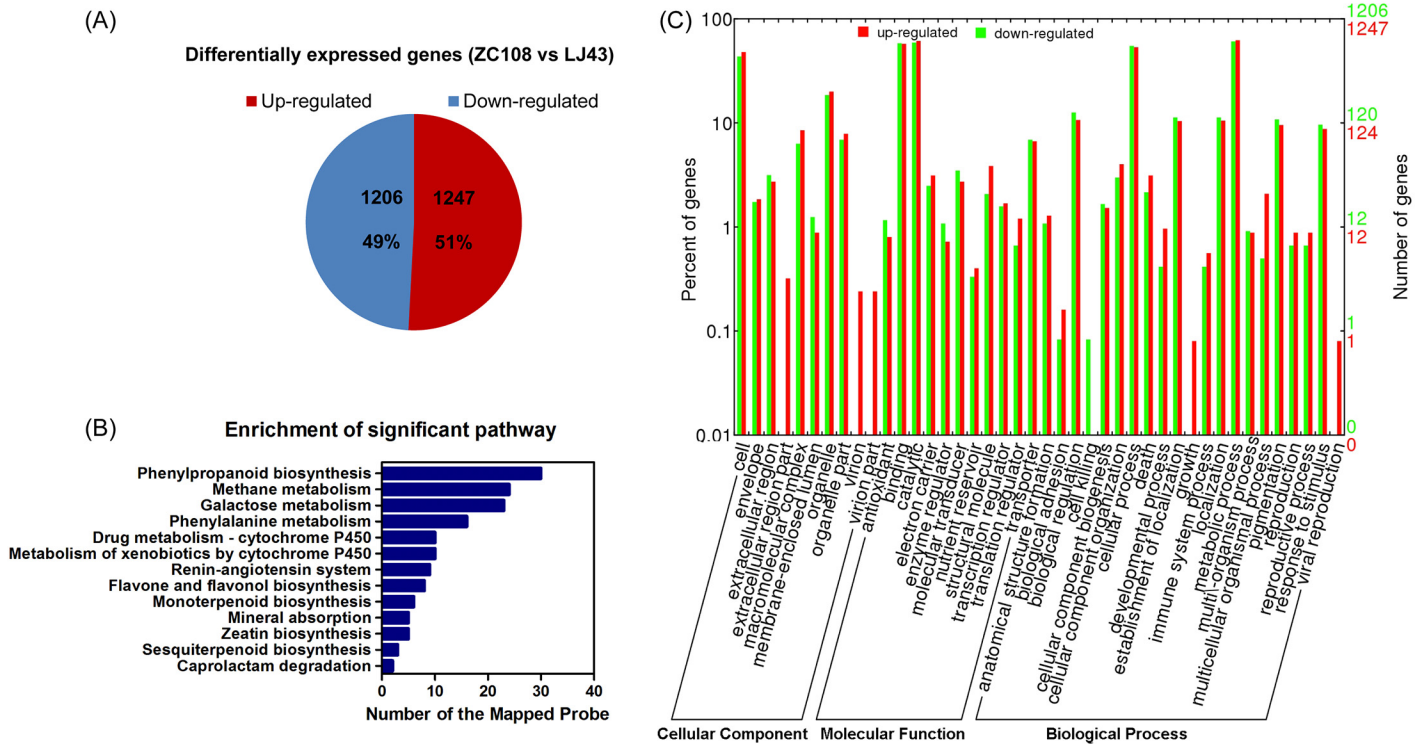 (A)
Differentially expressed genes (ZC108 vs LJ43)
Up-regulated
Down-regulated
1206
1247
49%
51%
(B)
Enrichment of significant pathway
Phenylpropanoid biosynthesis
Methane metabolism
Galactose metabolism
Phenylalanine metabolism
Drug metabolism - cytochrome P450
Metabolism of xenobiotics by cytochrome P450
Renin-angiotensin system
Flavone and flavonol biosynthesis
Monoterpenoid biosynthesis
Mineral absorption
Zeatin biosynthesis
Sesquiterpenoid biosynthesis
Caprolactam degradation
0 10 20 30 40
Number of the Mapped Probe
(C)
up-regulated
down-regulated
Percent of genes
100
10
1
0.1
0.01
Number of genes
1206
1247
120
124
12
12
1
1
0
0
cell
envelope
extracellular region
extracellular region part
macromolecular complex
membrane-enclosed lumen
organelle
organelle part
virion
virion part
antioxidant
binding
catalytic
electron carrier
enzyme regulator
molecular transducer
nutrient reservoir
structural molecule
transcription regulator
translation regulator
transporter
anatomical structure formation
biological adhesion
biological regulation
cell killing
cellular component biogenesis
cellular component organization
cellular process
death
developmental process
establishment of localization
growth
immune system process
localization
metabolic process
multi\-organism process
multicellular organismal process
pigmentation
reproduction
reproductive process
response to stimulus
viral reproduction
Cellular Component
Molecular Function
Biological Process